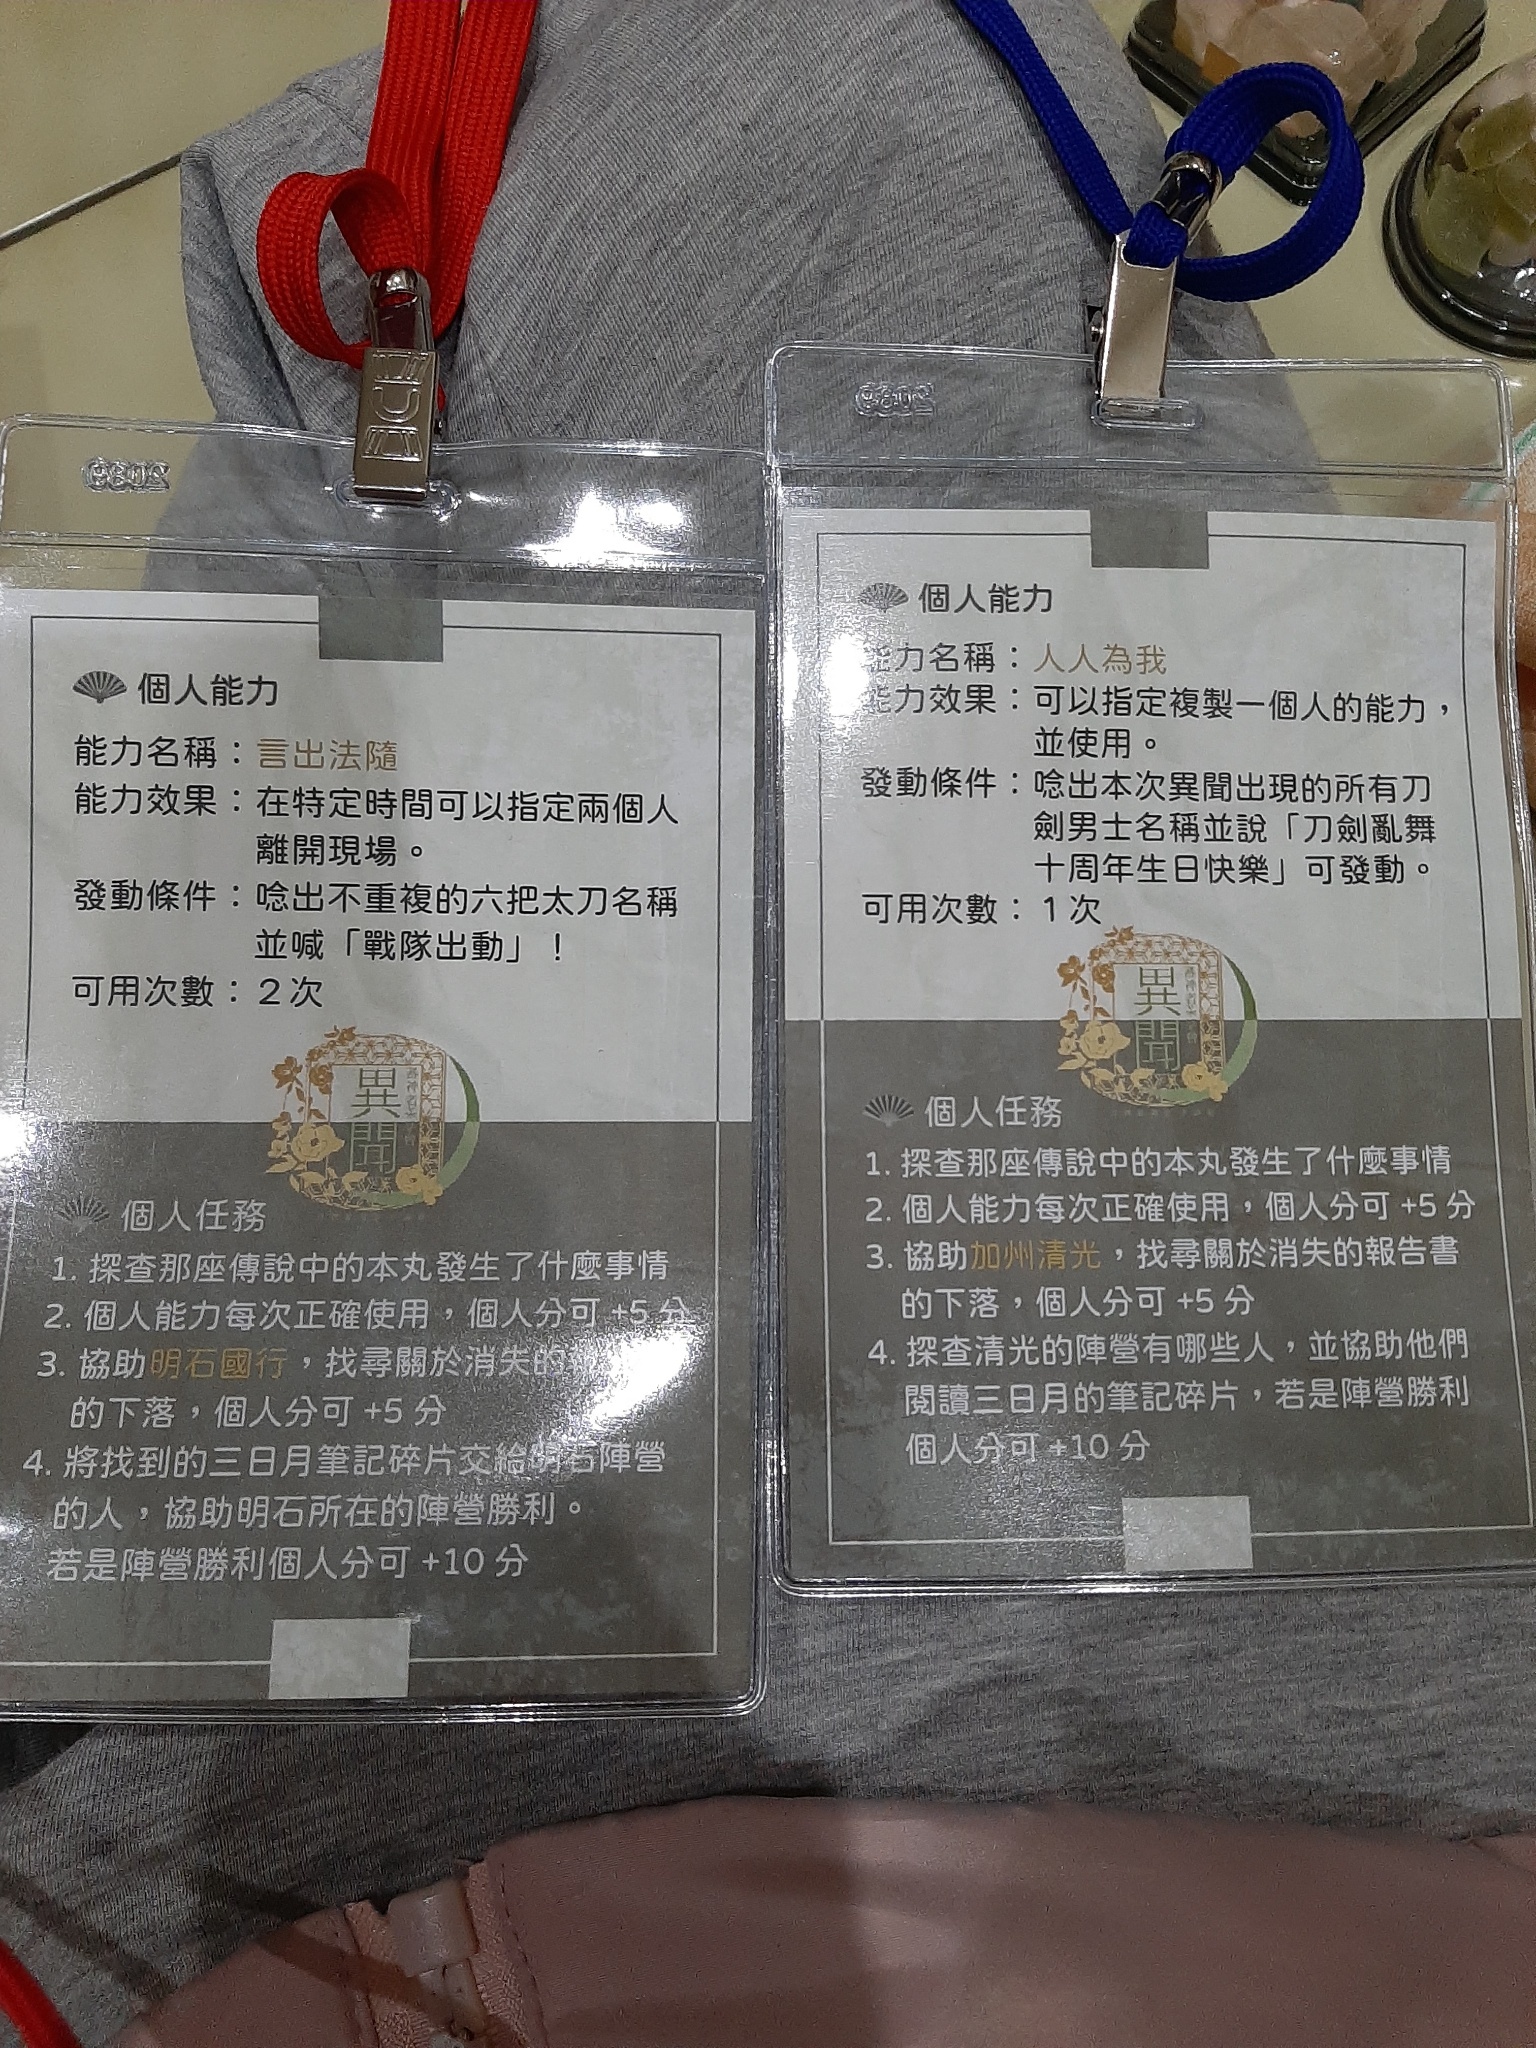 個人能力
能力名稱：言出法隨
能力效果：在特定時間可以指定兩個人
離開現場。
發動條件：唸出不重複的六把太刀名稱
並喊「戰隊出動」！
可用次數：2次
異聞
個人任務
1. 探查那座傳說中的本丸發生了什麼事情
2. 個人能力每次正確使用，個人分可 +5 分
3. 協助明石國行，找尋關於消失的
的下落，個人分可 +5 分
4. 將找到的三日月筆記碎片交給明石陣營
的人，協助明石所在的陣營勝利。
若是陣營勝利個人分可 +10 分
個人能力
能力名稱：人人為我
能力效果：可以指定複製一個人的能力，
並使用。
發動條件：唸出本次異聞出現的所有刀
劍男士名稱並說「刀劍亂舞
十周年生日快樂」可發動。
可用次數：1次
異聞
個人任務
1. 探查那座傳說中的本丸發生了什麼事情
2. 個人能力每次正確使用，個人分可 +5 分
3. 協助加州清光，找尋關於消失的報告書
的下落，個人分可 +5 分
4. 探查清光的陣營有哪些人，並協助他們
閱讀三日月的筆記碎片，若是陣營勝利
個人分可 +10 分